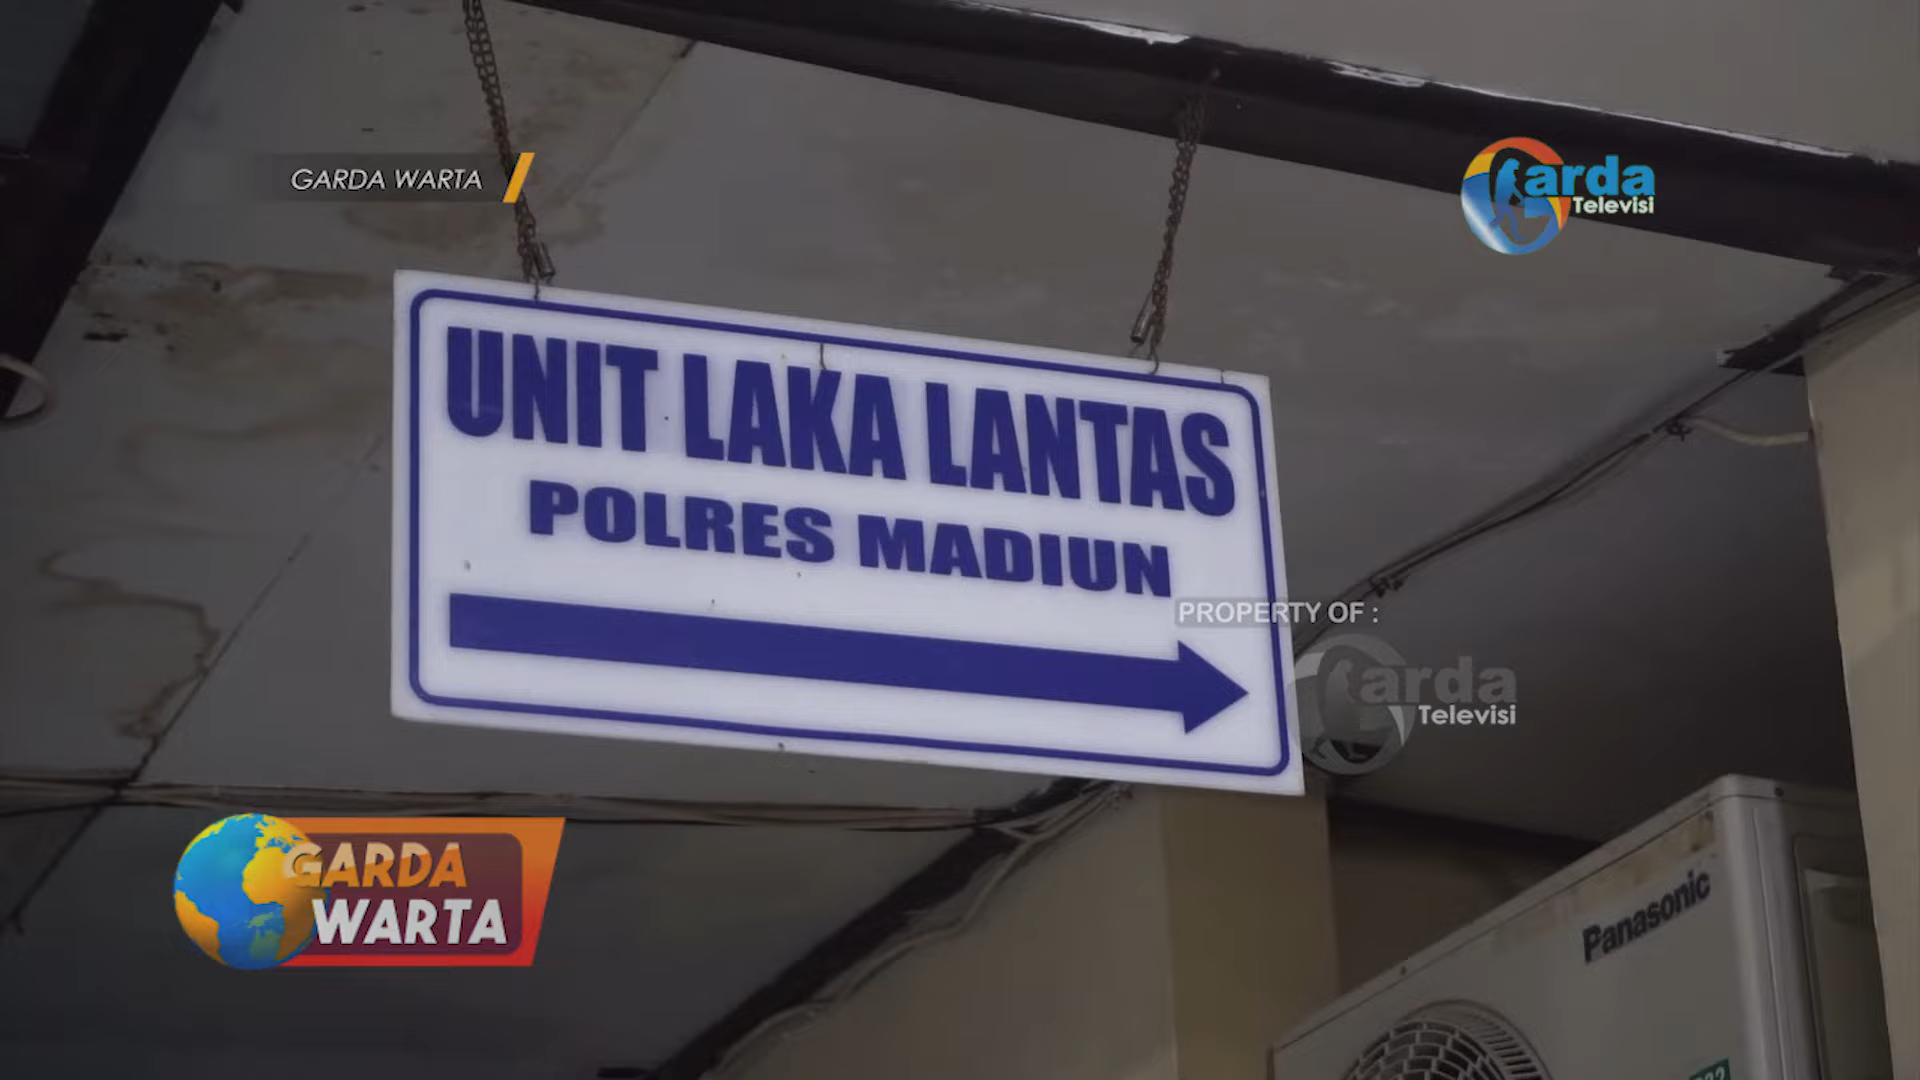 GARDA WARTA
Garda
Televisi
UNIT LAKA LANTAS
POLRES MADIUN
PROPERTY OF :
Garda
Televisi
GARDA
WARTA
Panasonic